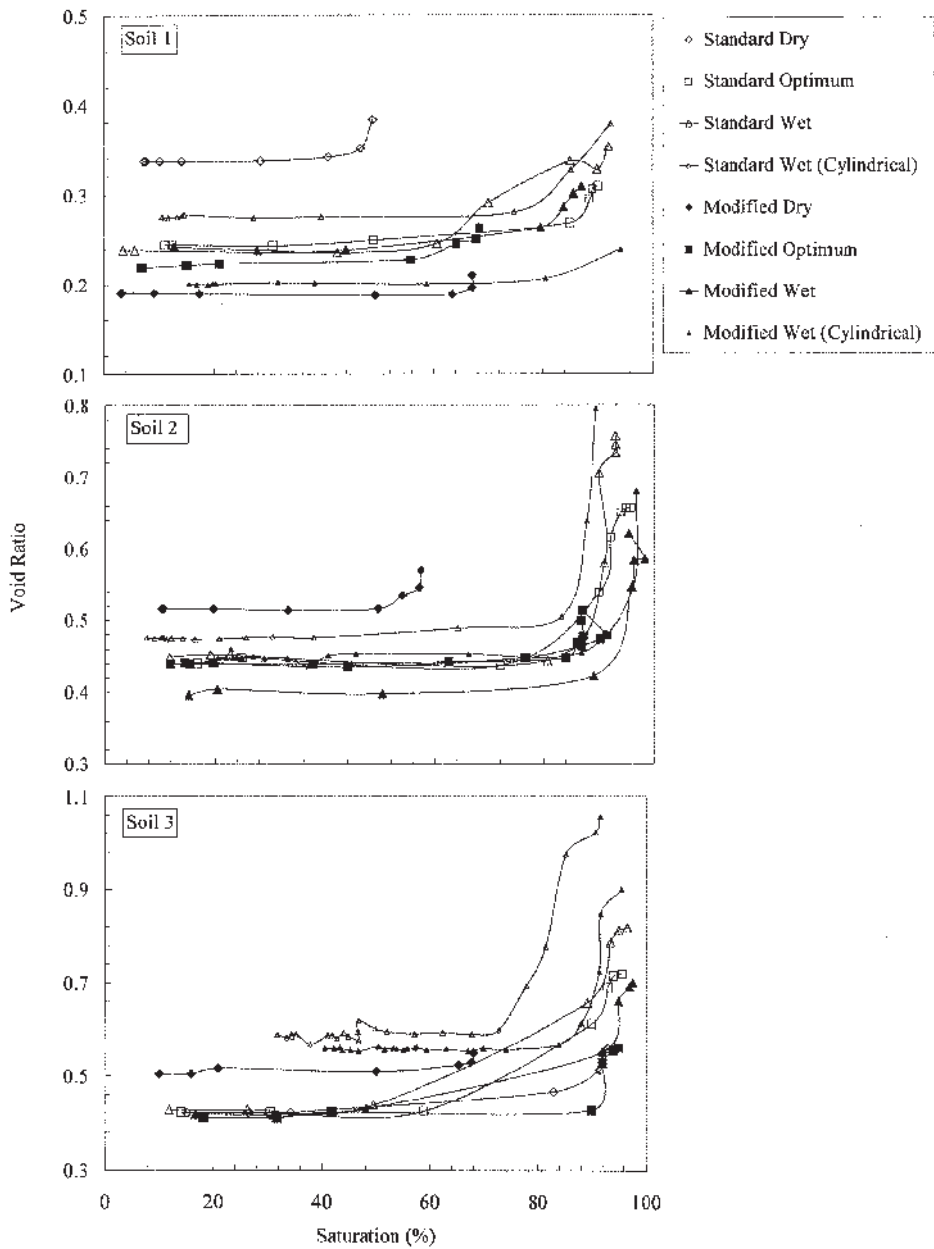 0.5
Soil 1
0.4
0.3
0.2
0.1
Standard Dry
Standard Optimum
Standard Wet
Standard Wet (Cylindrical)
Modified Dry
Modified Optimum
Modified Wet
Modified Wet (Cylindrical)
0.8
Soil 2
0.7
0.6
0.5
0.4
0.3
Void Ratio
1.1
Soil 3
0.9
0.7
0.5
0.3
0
20
40
60
80
100
Saturation (%)